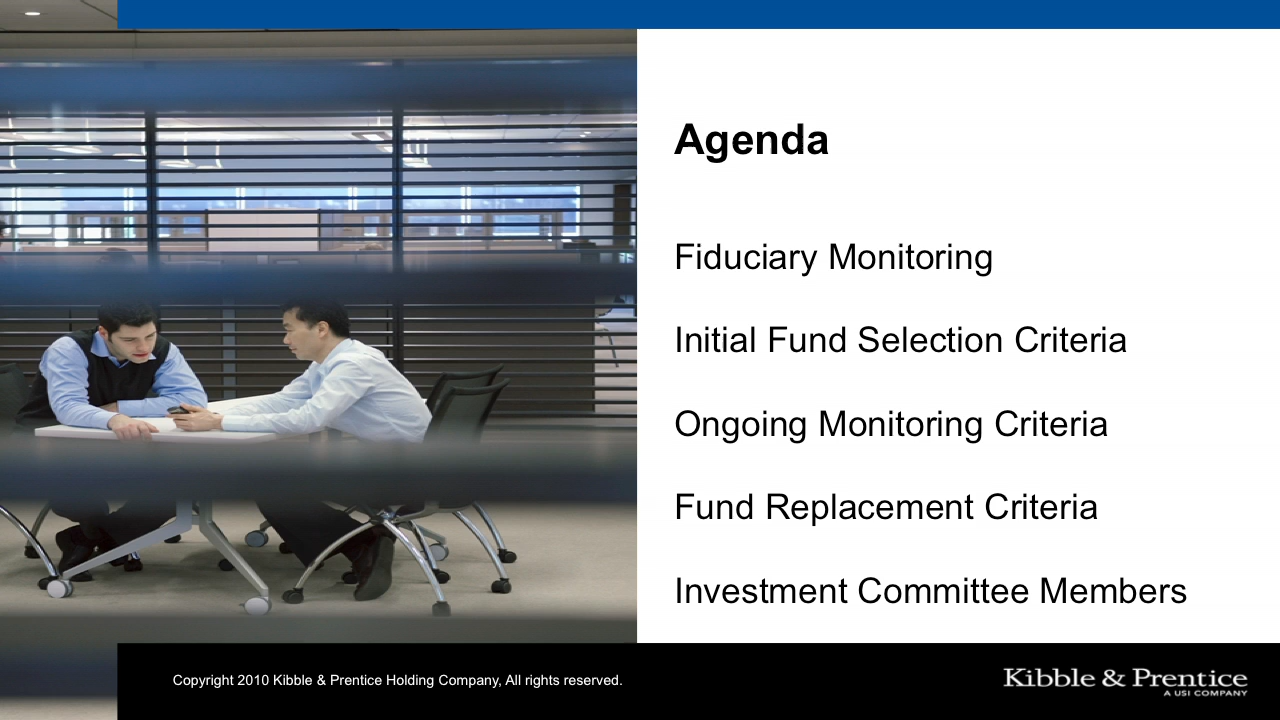 Agenda
Fiduciary Monitoring
Initial Fund Selection Criteria
Ongoing Monitoring Criteria
Fund Replacement Criteria
Investment Committee Members
Copyright 2010 Kibble & Prentice Holding Company, All rights reserved.
Kibble & Prentice
A USI COMPANY